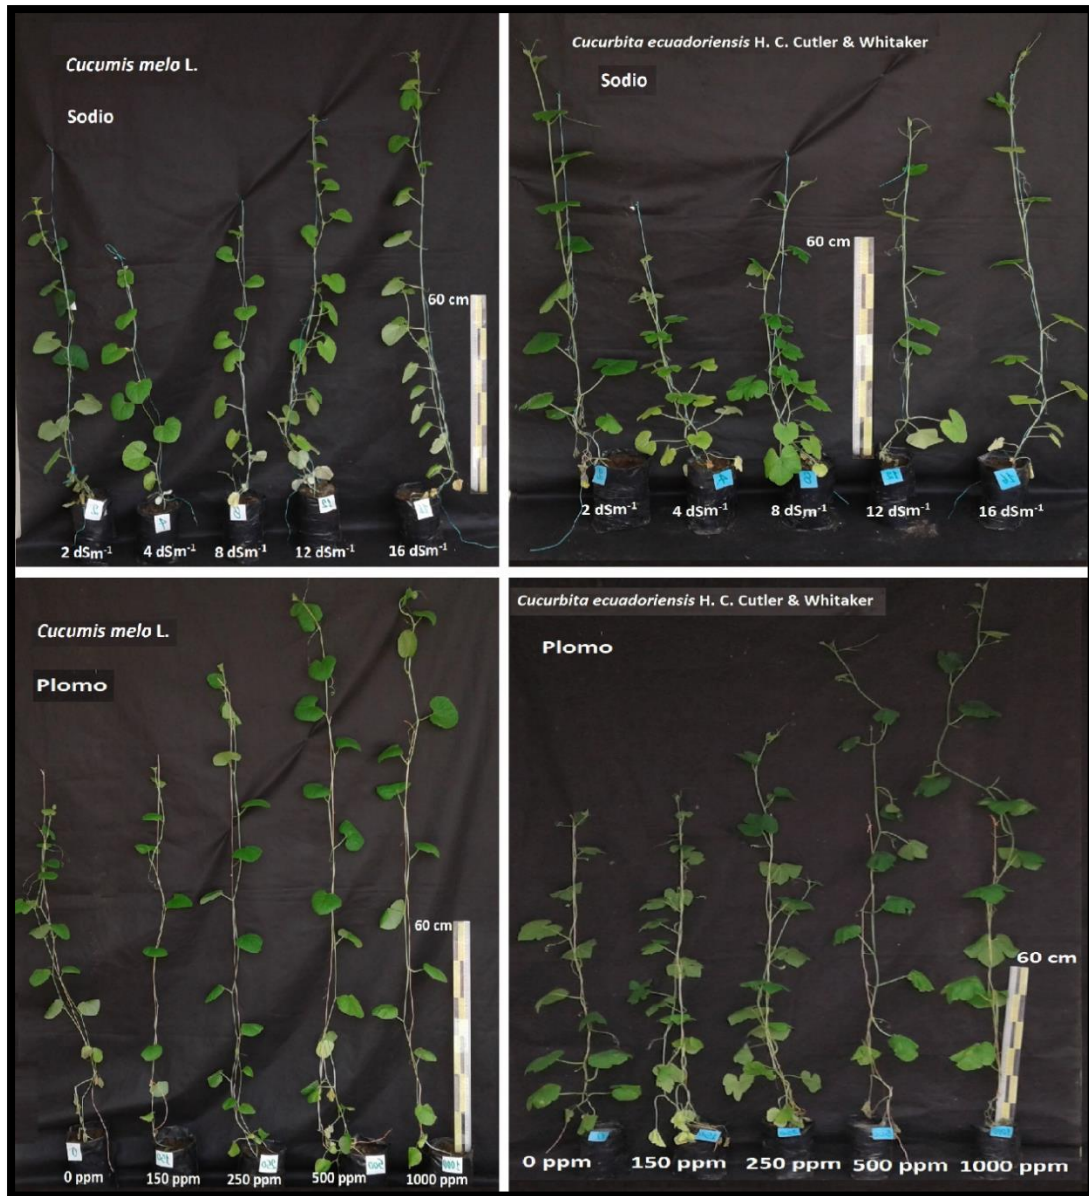 Cucumis melo L.
Sodio
60 cm
2 dSm-1 4 dSm-1 8 dSm-1 12 dSm-1 16 dSm-1
Cucurbita ecuadoriensis H. C. Cutler & Whitaker
Sodio
60 cm
2 dSm-1 4 dSm-1 8 dSm-1 12 dSm-1 16 dSm-1
Cucumis melo L.
Plomo
60 cm
0 ppm 150 ppm 250 ppm 500 ppm 1000 ppm
Cucurbita ecuadoriensis H. C. Cutler & Whitaker
Plomo
60 cm
0 ppm 150 ppm 250 ppm 500 ppm 1000 ppm